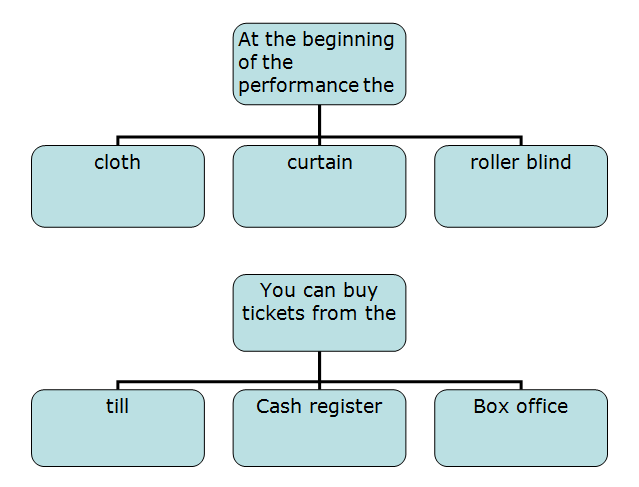 At the beginning
of the
performance the
cloth
curtain
roller blind
You can buy
tickets from the
till
Cash register
Box office